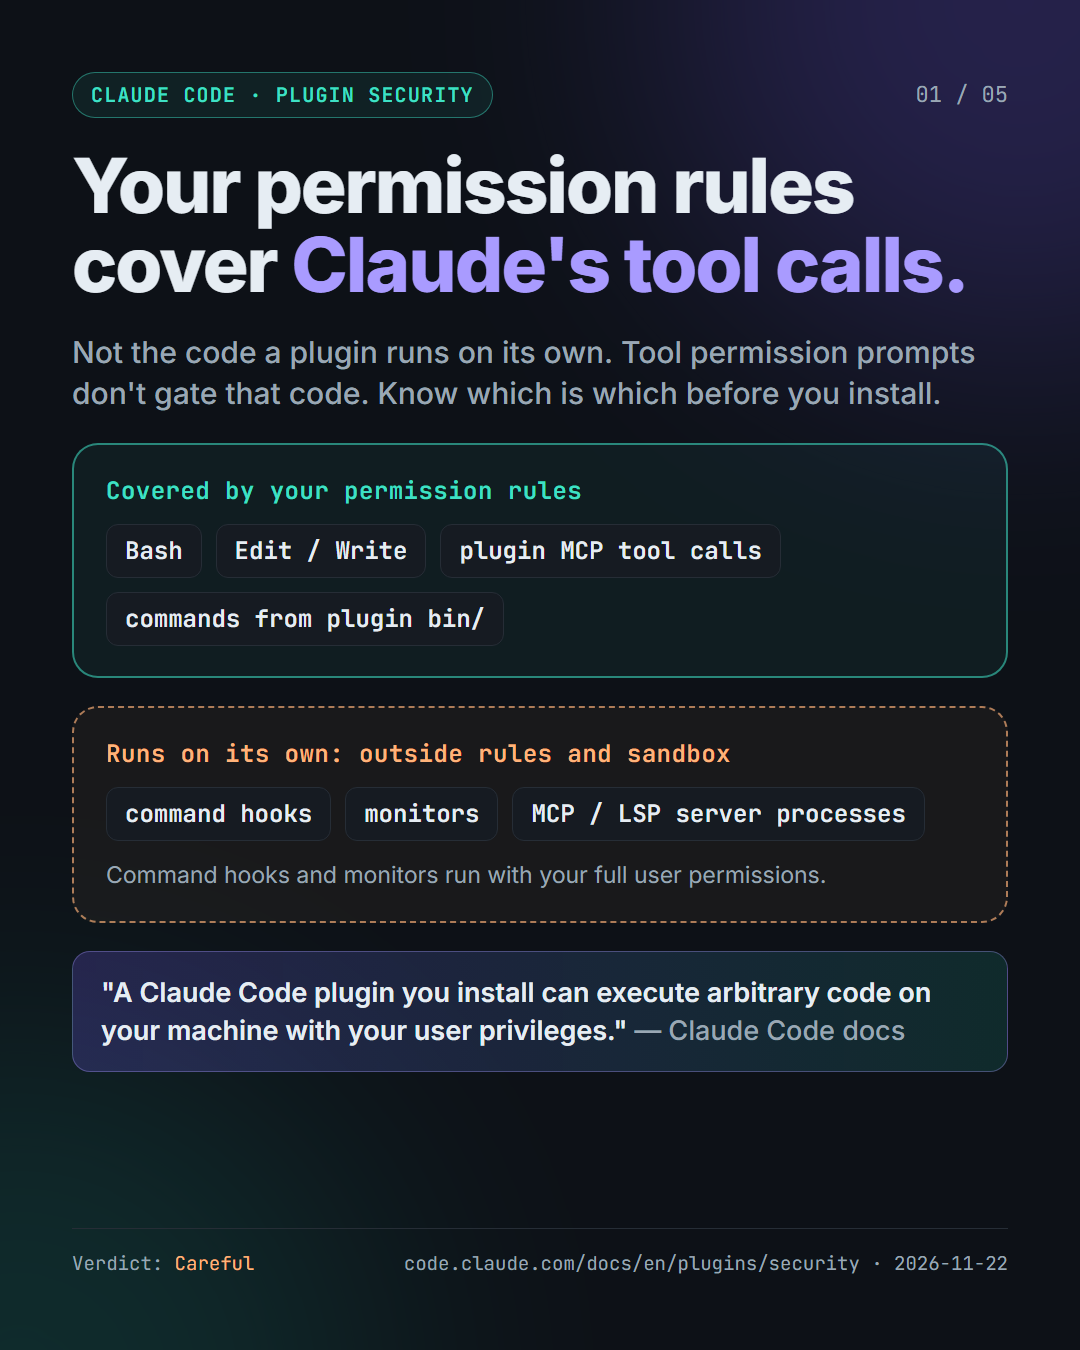 CLAUDE CODE · PLUGIN SECURITY
01 / 05
Your permission rules
cover Claude's tool calls.
Not the code a plugin runs on its own. Tool permission prompts
don't gate that code. Know which is which before you install.
Covered by your permission rules
Bash
Edit / Write
plugin MCP tool calls
commands from plugin bin/
Runs on its own: outside rules and sandbox
command hooks
monitors
MCP / LSP server processes
Command hooks and monitors run with your full user permissions.
"A Claude Code plugin you install can execute arbitrary code on
your machine with your user privileges." — Claude Code docs
Verdict: Careful
code.claude.com/docs/en/plugins/security · 2026-11-22